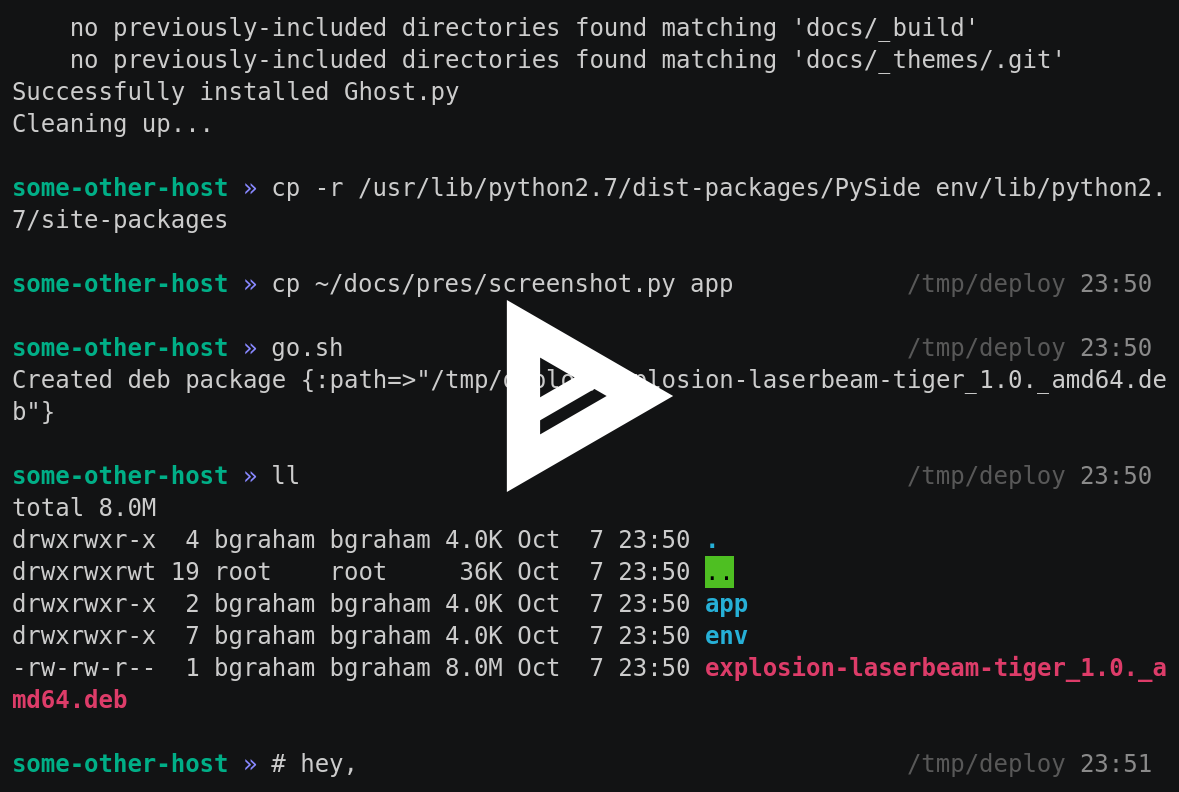 no previously-included directories found matching 'docs/_build'
no previously-included directories found matching 'docs/_themes/.git'
Successfully installed Ghost.py
Cleaning up...
some-other-host » cp -r /usr/lib/python2.7/dist-packages/PySide env/lib/python2.
7/site-packages
some-other-host » cp ~/docs/pres/screenshot.py app /tmp/deploy 23:50
some-other-host » go.sh /tmp/deploy 23:50
Created deb package {:path=>"/tmp/deploy/explosion-laserbeam-tiger_1.0._amd64.de
b"}
some-other-host » ll /tmp/deploy 23:50
total 8.0M
drwxrwxr-x 4 bgraham bgraham 4.0K Oct 7 23:50 .
drwxrwxrwt 19 root root 36K Oct 7 23:50 ..
drwxrwxr-x 2 bgraham bgraham 4.0K Oct 7 23:50 app
drwxrwxr-x 7 bgraham bgraham 4.0K Oct 7 23:50 env
-rw-rw-r-- 1 bgraham bgraham 8.0M Oct 7 23:50 explosion-laserbeam-tiger_1.0._a
md64.deb
some-other-host » # hey, /tmp/deploy 23:51